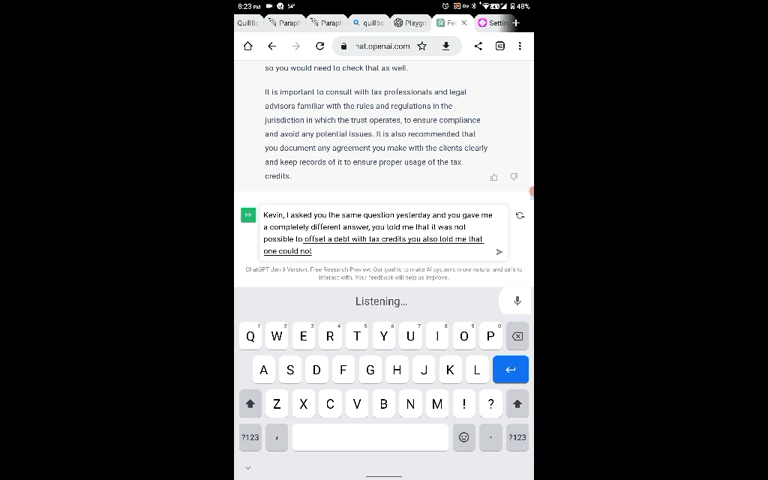 8:23 PM
54°
48%
QuillBo
Paraph
Paraph
quillbo
Playgr
Fe
Settin
hat.openai.com
so you would need to check that as well.
It is important to consult with tax professionals and legal
advisors familiar with the rules and regulations in the
jurisdiction in which the trust operates, to ensure compliance
and avoid any potential issues. It is also recommended that
you document any agreement you make with the clients clearly
and keep records of it to ensure proper usage of the tax
credits.
Kevin, I asked you the same question yesterday and you gave me
a completely different answer, you told me that it was not
possible to offset a debt with tax credits you also told me that
one could not
ChatGPT Jan 9 Version. Free Research Preview. Our goal is to make AI systems more natural and safe to
interact with. Your feedback will help us improve.
Listening...
Q W E R T Y U I O P
A S D F G H J K L
Z X C V B N M ! ?
?123 , . ?123